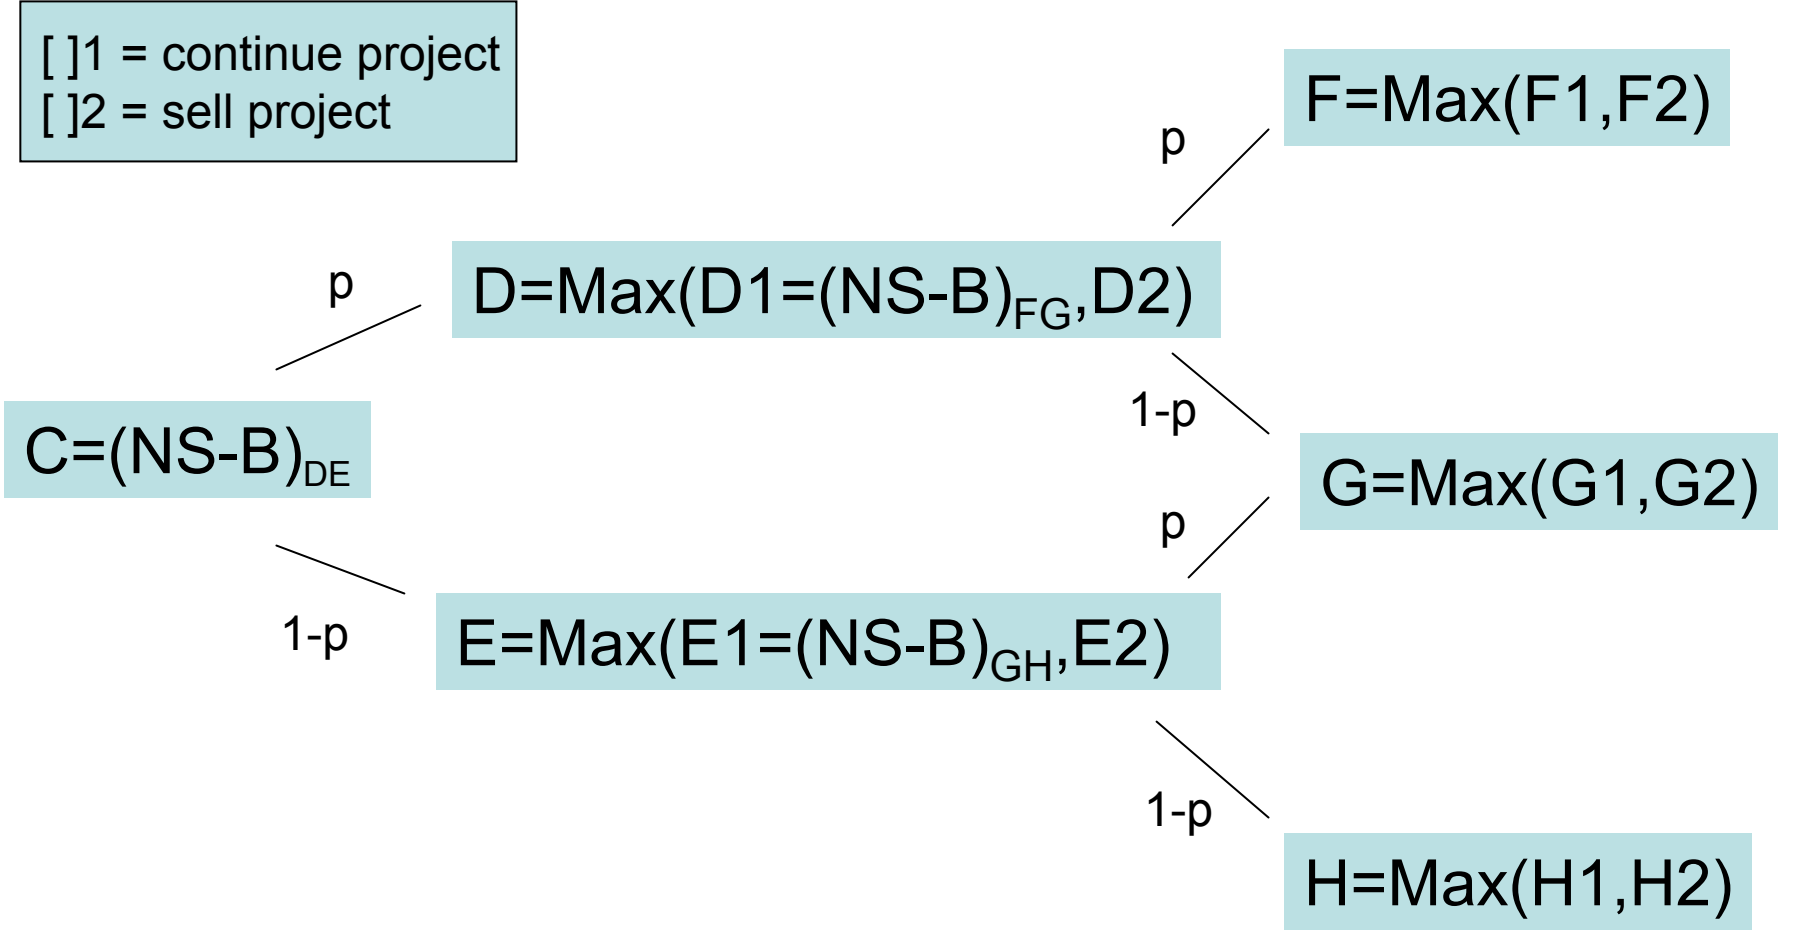 [ ]1 = continue project
[ ]2 = sell project
F=Max(F1,F2)
p
D=Max(D1=(NS-B)FG,D2)
p
1-p
C=(NS-B)DE
G=Max(G1,G2)
p
1-p
E=Max(E1=(NS-B)GH,E2)
1-p
H=Max(H1,H2)